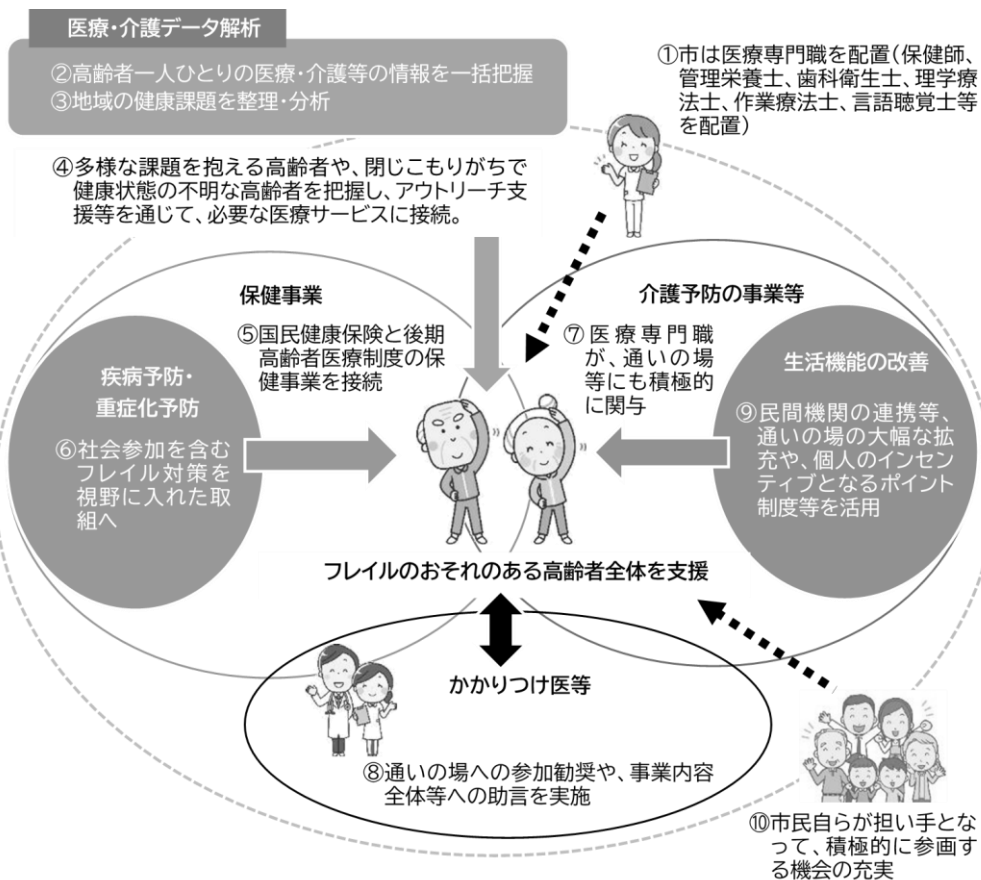 医療・介護データ解析
②高齢者一人ひとりの医療・介護等の情報を一括把握
③地域の健康課題を整理・分析
①市は医療専門職を配置(保健師、
管理栄養士、歯科衛生士、理学療
法士、作業療法士、言語聴覚士等
を配置)
④多様な課題を抱える高齢者や、閉じこもりがちで
健康状態の不明な高齢者を把握し、アウトリーチ支
援等を通じて、必要な医療サービスに接続。
保健事業
⑤国民健康保険と後期
高齢者医療制度の保
健事業を接続
疾病予防・
重症化予防
⑥社会参加を含む
フレイル対策を
視野に入れた取
組へ
介護予防の事業等
⑦医療専門職
が、通いの場
等にも積極的
に関与
生活機能の改善
⑨民間機関の連携等、
通いの場の大幅な拡
充や、個人のインセン
ティブとなるポイント
制度等を活用
フレイルのおそれのある高齢者全体を支援
かかりつけ医等
⑧通いの場への参加勧奨や、事業内容
全体等への助言を実施
⑩市民自らが担い手とな
って、積極的に参画す
る機会の充実